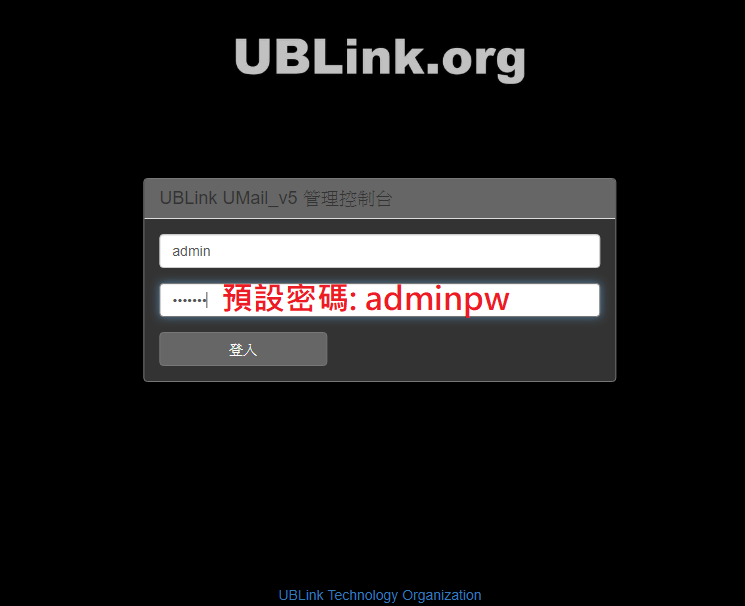 UBLink.org
UBLink UMail_v5 管理控制台
admin
••••••• 預設密碼: adminpw
登入
UBLink Technology Organization